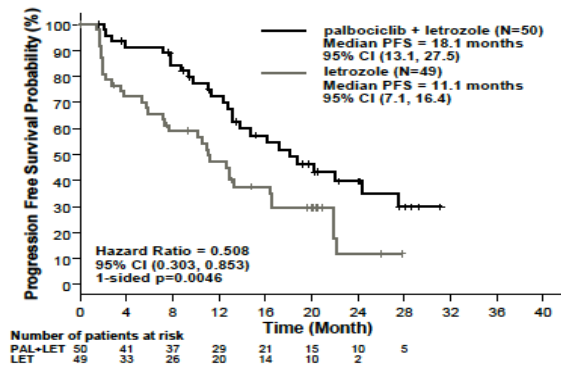 Progression Free Survival Probability (%)
100
90
80
70
60
50
40
30
20
10
0
palbociclib + letrozole (N=50)
Median PFS = 18.1 months
95% CI (13.1, 27.5)
letrozole (N=49)
Median PFS = 11.1 months
95% CI (7.1, 16.4)
Hazard Ratio = 0.508
95% CI (0.303, 0.853)
1-sided p=0.0046
0 4 8 12 16 20 24 28 32 36 40
Time (Month)
Number of patients at risk
PAL+LET 50 41 37 29 21 15 10 5
LET 49 33 26 20 14 10 2